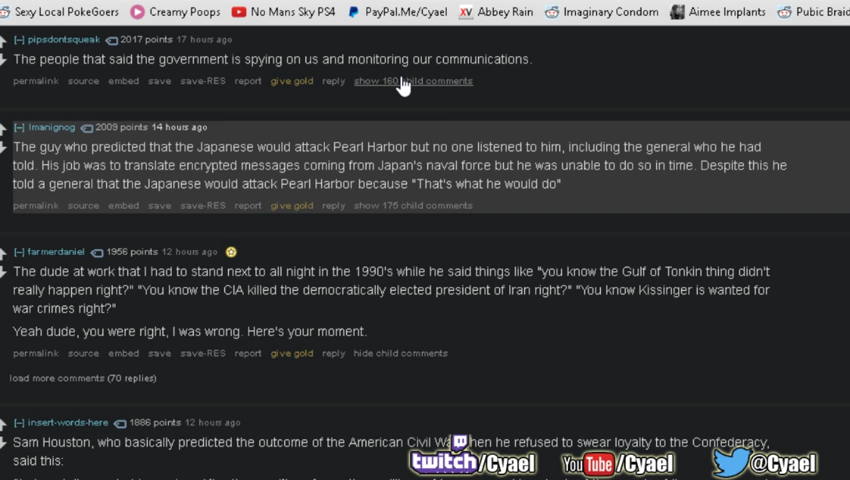 Sexy Local PokeGoers Creamy Poops No Mans Sky PS4 PayPal.Me/Cyael XV Abbey Rain Imaginary Condom Aimee Implants Pubic Braid
[-] pipsdontsqueak 2017 points 17 hours ago
The people that said the government is spying on us and monitoring our communications.
permalink source embed save save-RES report give gold reply show 160 child comments
[-] Imanignog 2009 points 14 hours ago
The guy who predicted that the Japanese would attack Pearl Harbor but no one listened to him, including the general who he had
told. His job was to translate encrypted messages coming from Japan's naval force but he was unable to do so in time. Despite this he
told a general that the Japanese would attack Pearl Harbor because "That's what he would do"
permalink source embed save save-RES report give gold reply show 175 child comments
[-] farmerdaniel 1956 points 12 hours ago
The dude at work that I had to stand next to all night in the 1990's while he said things like "you know the Gulf of Tonkin thing didn't
really happen right?" "You know the CIA killed the democratically elected president of Iran right?" "You know Kissinger is wanted for
war crimes right?"
Yeah dude, you were right, I was wrong. Here's your moment.
permalink source embed save save-RES report give gold reply hide child comments
load more comments (70 replies)
[-] insert-words-here 1886 points 12 hours ago
Sam Houston, who basically predicted the outcome of the American Civil Wa hen he refused to swear loyalty to the Confederacy,
said this:
twitch/Cyael YouTube/Cyael @Cyael